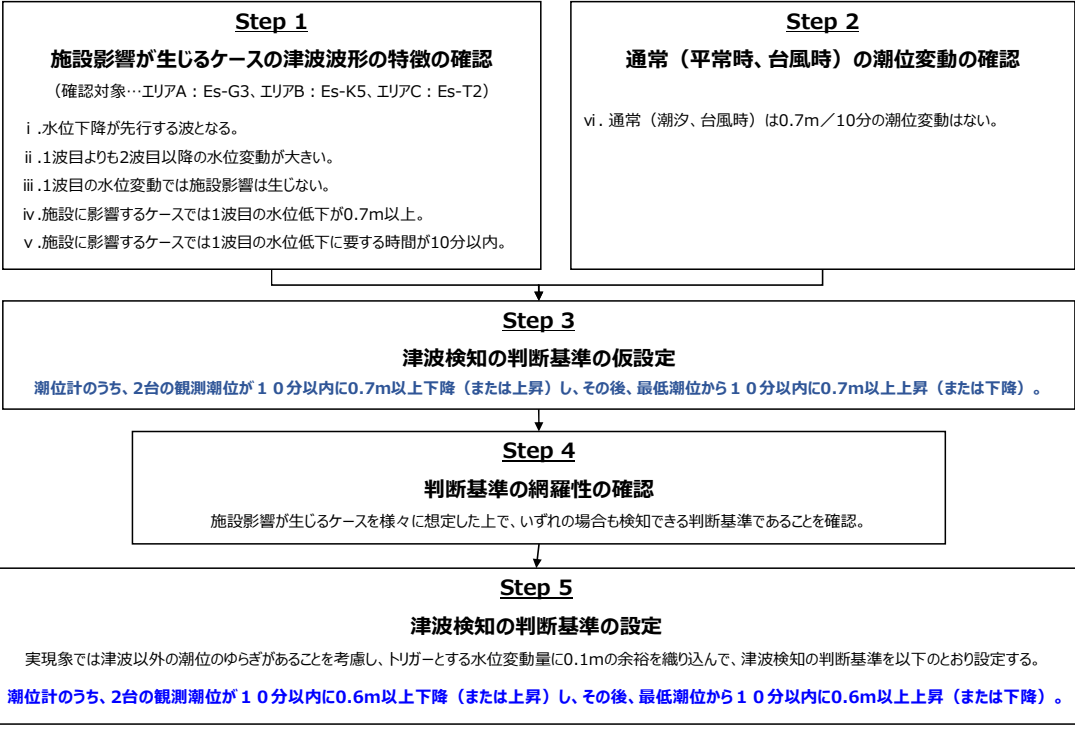 Step 1
施設影響が生じるケースの津波波形の特徴の確認
（確認対象…エリアA：Es-G3、エリアB：Es-K5、エリアC：Es-T2）
ⅰ.水位下降が先行する波となる。
ⅱ.1波目よりも2波目以降の水位変動が大きい。
ⅲ.1波目の水位変動では施設影響は生じない。
ⅳ.施設に影響するケースでは1波目の水位低下が0.7m以上。
ⅴ.施設に影響するケースでは1波目の水位低下に要する時間が10分以内。
Step 2
通常（平常時、台風時）の潮位変動の確認
ⅵ. 通常（潮汐、台風時）は0.7m／10分の潮位変動はない。
Step 3
津波検知の判断基準の仮設定
潮位計のうち、2台の観測潮位が１０分以内に0.7m以上下降（または上昇）し、その後、最低潮位から１０分以内に0.7m以上上昇（または下降）。
Step 4
判断基準の網羅性の確認
施設影響が生じるケースを様々に想定した上で、いずれの場合も検知できる判断基準であることを確認。
Step 5
津波検知の判断基準の設定
実現象では津波以外の潮位のゆらぎがあることを考慮し、トリガーとする水位変動量に0.1mの余裕を織り込んで、津波検知の判断基準を以下のとおり設定する。
潮位計のうち、2台の観測潮位が１０分以内に0.6m以上下降（または上昇）し、その後、最低潮位から１０分以内に0.6m以上上昇（または下降）。